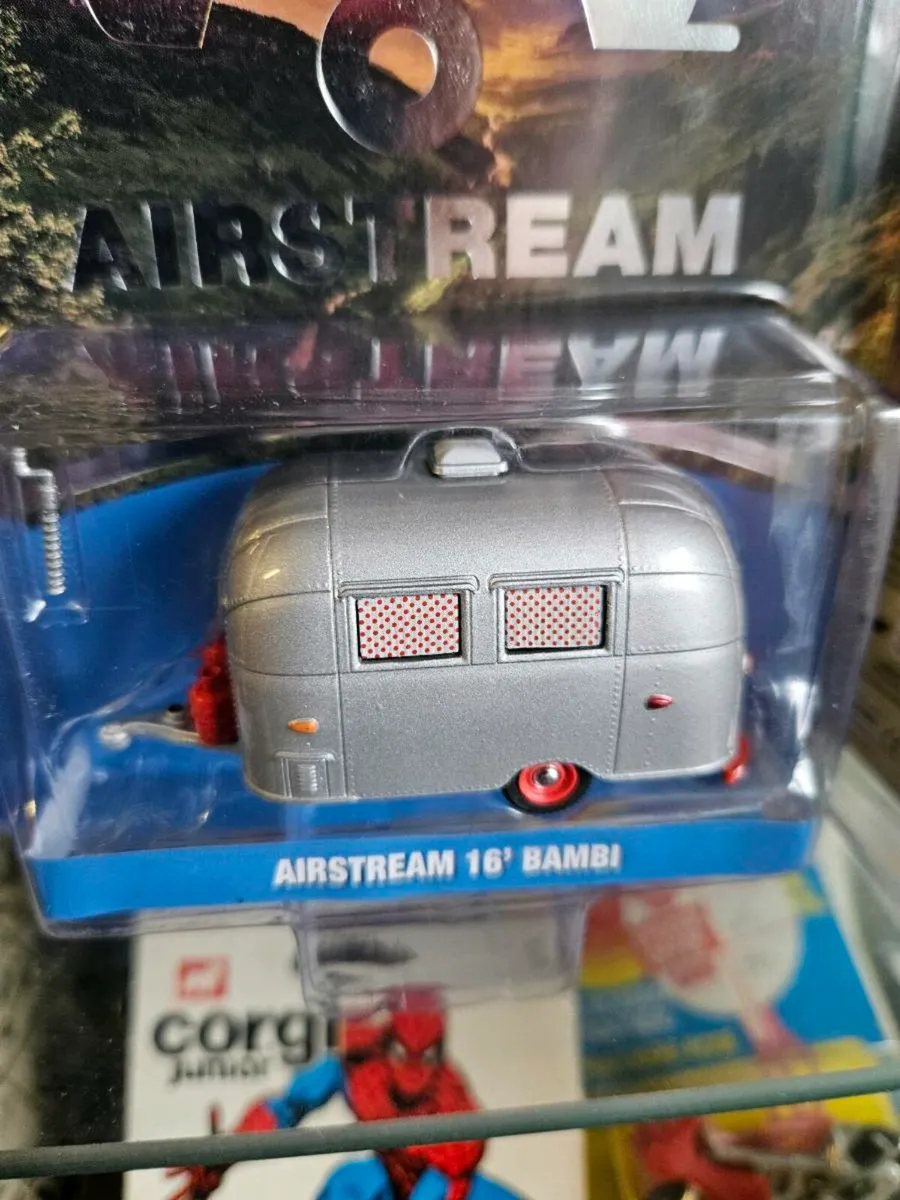 AIRSTREAM
AIRSTREAM 16' BAMBI
corgi
junior